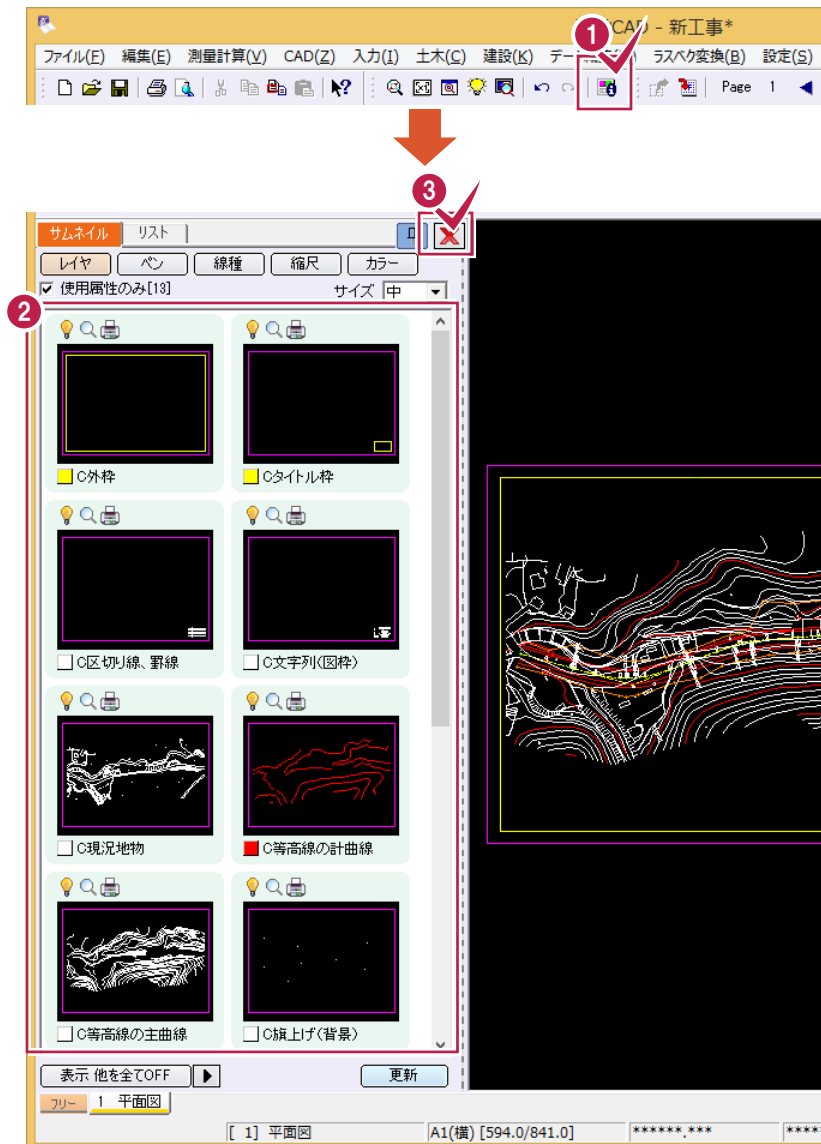 CAD - 新工事*
1
ファイル(F) 編集(E) 測量計算(V) CAD(Z) 入力(I) 土木(C) 建設(K) デー ラスベク変換(B) 設定(S)
Page 1
3
サムネイル リスト
レイヤ ペン 線種 縮尺 カラー
使用属性のみ[13] サイズ 中
2
C外枠 Cタイトル枠
C区切り線、罫線 C文字列(図枠)
C現況地物 C等高線の計曲線
C等高線の主曲線 C旗上げ(背景)
表示 他を全てOFF 更新
フリー 1 平面図
[ 1] 平面図 A1(横) [594.0/841.0] ******.*** ****